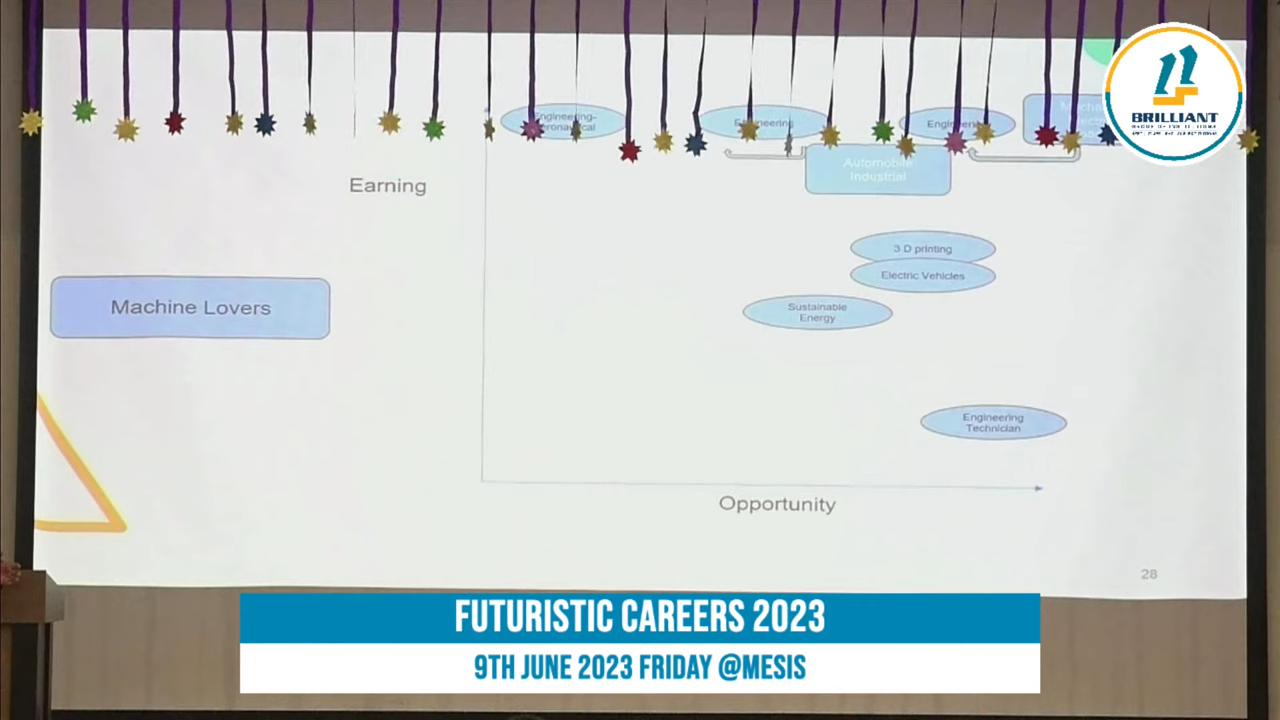 BRILLIANT
Engineering-
Engineering
Automobile
Industrial
Earning
3 D printing
Electric Vehicles
Machine Lovers
Sustainable
Energy
Engineering
Technician
Opportunity
28
FUTURISTIC CAREERS 2023
9TH JUNE 2023 FRIDAY @MESIS